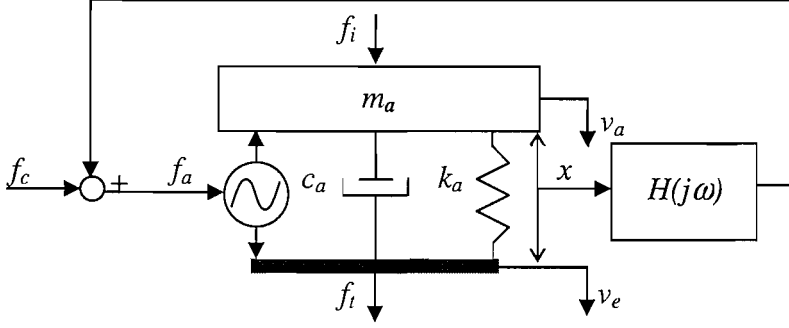 f_i
m_a
v_a
f_c
+
f_a
c_a
k_a
x
H(jω)
f_t
v_e